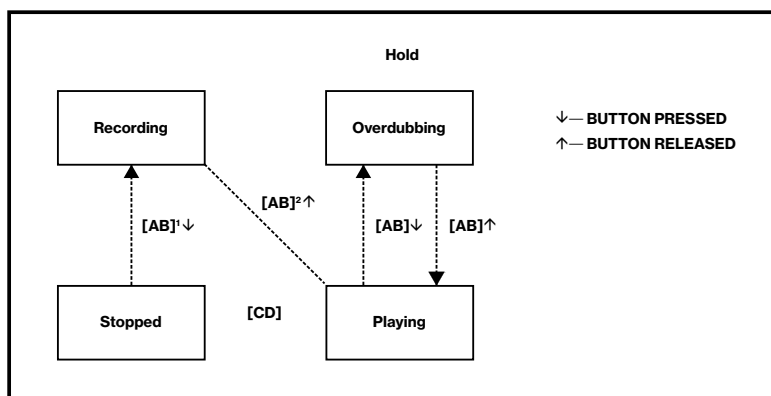 Hold
Recording
Overdubbing
↓— BUTTON PRESSED
↑— BUTTON RELEASED
[AB]¹↓
[AB]²↑
[AB]↓
[AB]↑
Stopped
[CD]
Playing